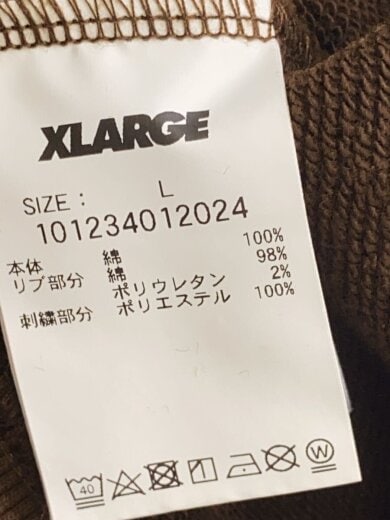 XLARGE
SIZE : L
101234012024
本体 綿 100%
リブ部分 綿 98%
ポリウレタン 2%
刺繍部分 ポリエステル 100%
40 W